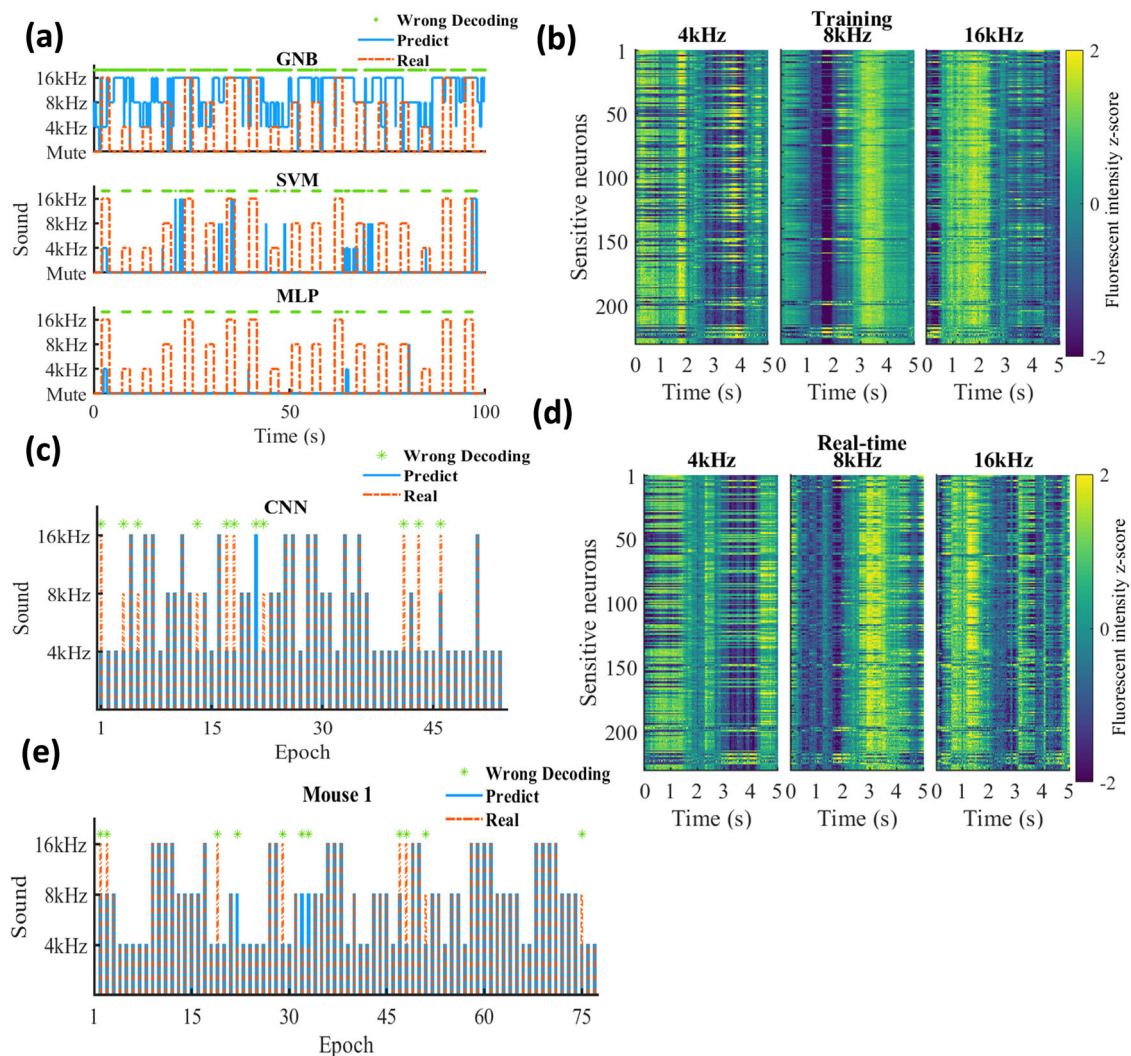 (a)
Wrong Decoding
Predict
Real
GNB
16kHz
8kHz
4kHz
Mute
SVM
16kHz
8kHz
4kHz
Mute
MLP
16kHz
8kHz
4kHz
Mute
Sound
0 50 100
Time (s)
(b)
Training
4kHz 8kHz 16kHz
1
50
100
150
200
Sensitive neurons
0 1 2 3 4 5 0 1 2 3 4 5 0 1 2 3 4 5
Time (s) Time (s) Time (s)
2
0
-2
Fluorescent intensity z-score
(c)
Wrong Decoding
Predict
Real
CNN
16kHz
8kHz
4kHz
Sound
1 15 30 45
Epoch
(d)
Real-time
4kHz 8kHz 16kHz
1
50
100
150
200
Sensitive neurons
0 1 2 3 4 5 0 1 2 3 4 5 0 1 2 3 4 5
Time (s) Time (s) Time (s)
2
0
-2
Fluorescent intensity z-score
(e)
Wrong Decoding
Predict
Real
Mouse 1
16kHz
8kHz
4kHz
Sound
1 15 30 45 60 75
Epoch